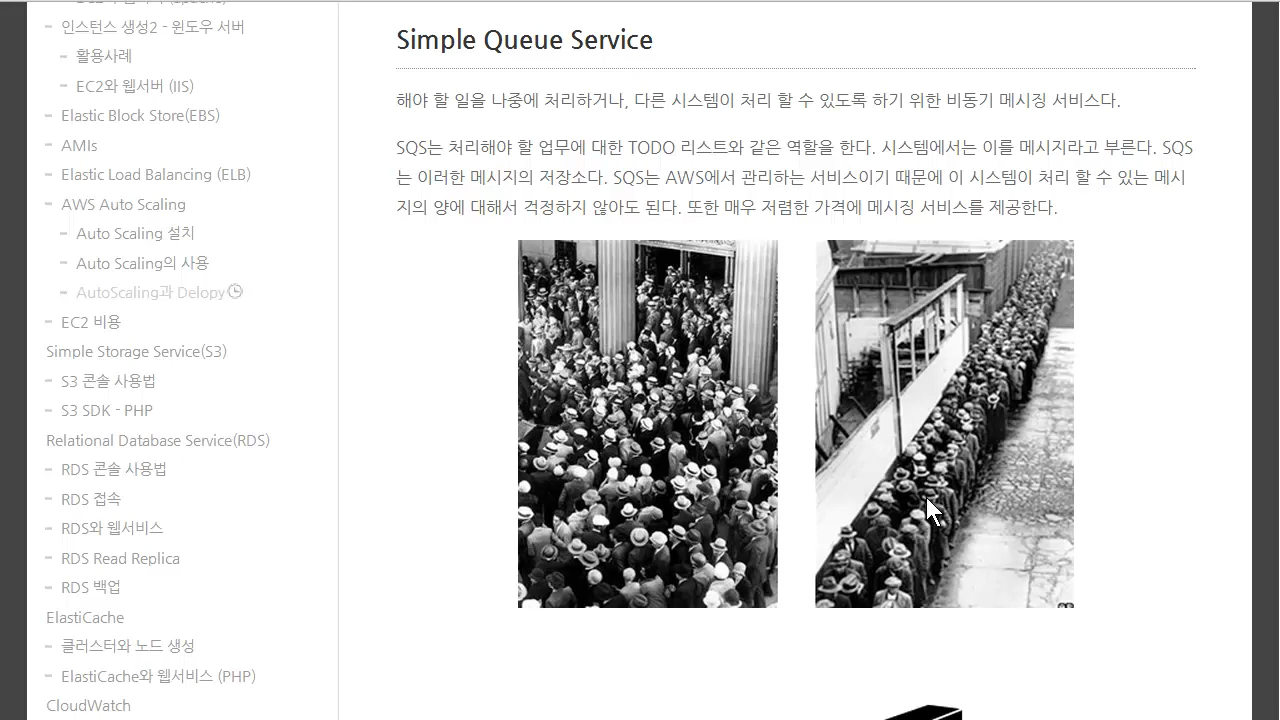 인스턴스 생성2 - 윈도우 서버
활용사례
EC2와 웹서버 (IIS)
Elastic Block Store(EBS)
AMIs
Elastic Load Balancing (ELB)
AWS Auto Scaling
Auto Scaling 설치
Auto Scaling의 사용
AutoScaling과 Delopy
EC2 비용
Simple Storage Service(S3)
S3 콘솔 사용법
S3 SDK - PHP
Relational Database Service(RDS)
RDS 콘솔 사용법
RDS 접속
RDS와 웹서비스
RDS Read Replica
RDS 백업
ElastiCache
클러스터와 노드 생성
ElastiCache와 웹서비스 (PHP)
CloudWatch
Simple Queue Service
해야 할 일을 나중에 처리하거나, 다른 시스템이 처리 할 수 있도록 하기 위한 비동기 메시징 서비스다.
SQS는 처리해야 할 업무에 대한 TODO 리스트와 같은 역할을 한다. 시스템에서는 이를 메시지라고 부른다. SQS
는 이러한 메시지의 저장소다. SQS는 AWS에서 관리하는 서비스이기 때문에 이 시스템이 처리 할 수 있는 메시
지의 양에 대해서 걱정하지 않아도 된다. 또한 매우 저렴한 가격에 메시징 서비스를 제공한다.